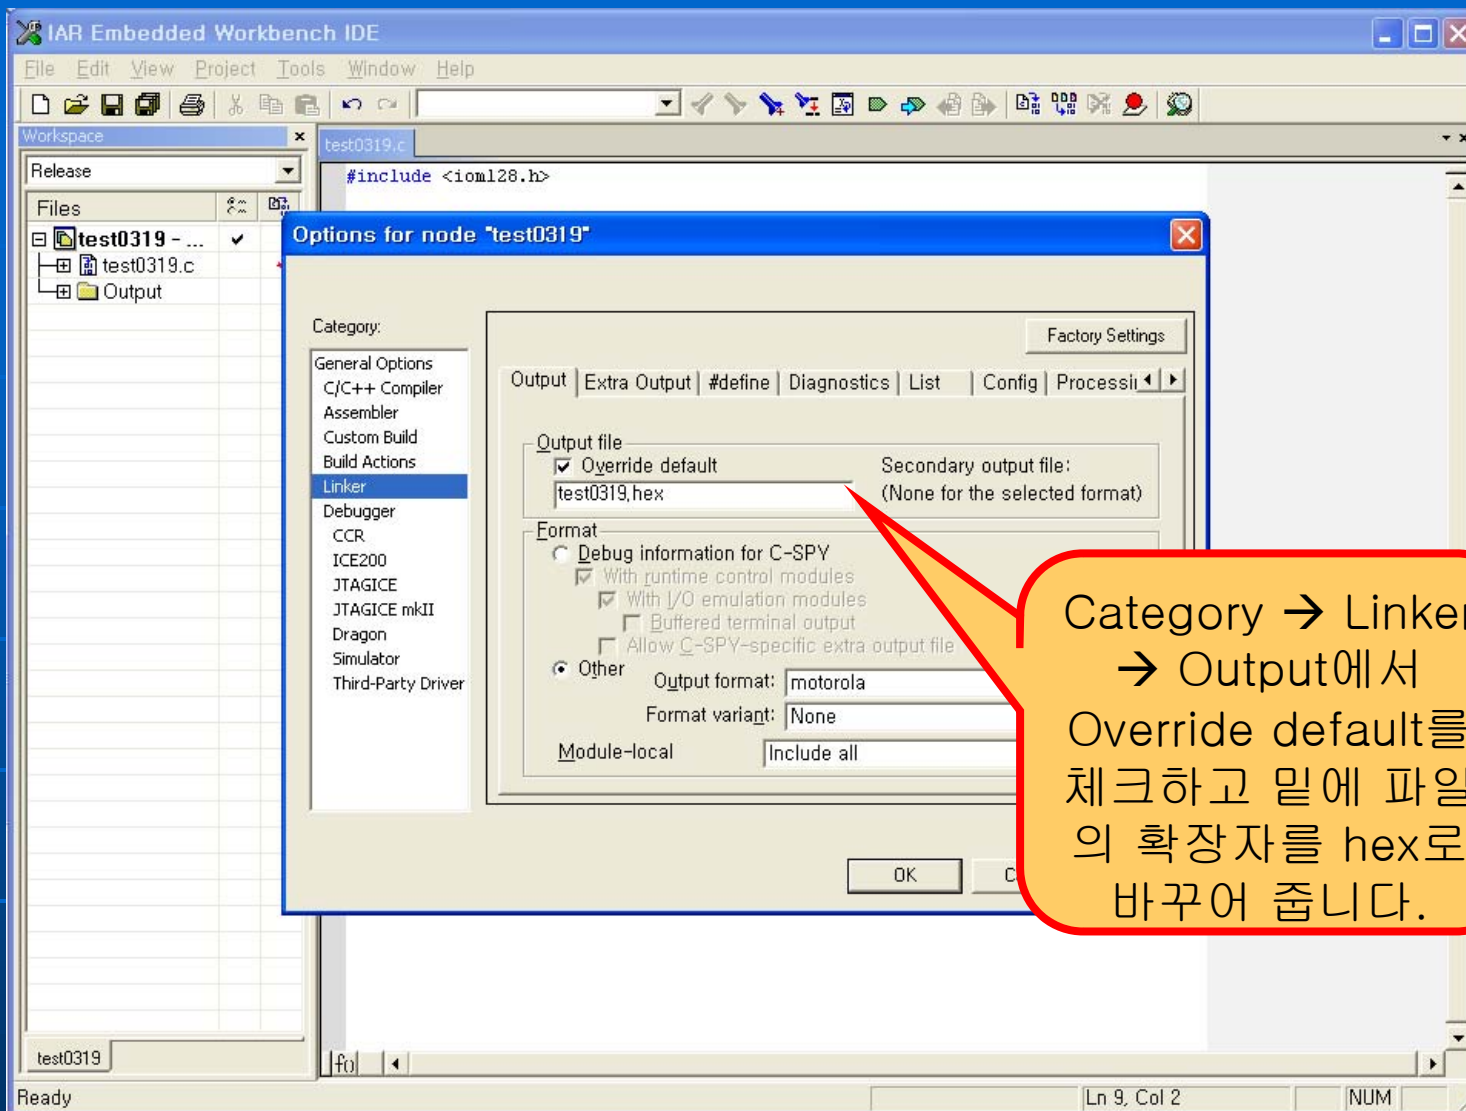 IAR Embedded Workbench IDE
File Edit View Project Tools Window Help
Workspace
Release
Files
test0319 - ...
test0319.c
Output
test0319
test0319.c
#include <iom128.h>
Options for node "test0319"
Category:
General Options
C/C++ Compiler
Assembler
Custom Build
Build Actions
Linker
Debugger
CCR
ICE200
JTAGICE
JTAGICE mkII
Dragon
Simulator
Third-Party Driver
Factory Settings
Output Extra Output #define Diagnostics List Config Processin
Output file
Override default
test0319.hex
Secondary output file:
(None for the selected format)
Format
Debug information for C-SPY
With runtime control modules
With I/O emulation modules
Buffered terminal output
Allow C-SPY-specific extra output file
Other
Output format: motorola
Format variant: None
Module-local Include all
OK
C
Category → Linker
→ Output에서
Override default를
체크하고 밑에 파일
의 확장자를 hex로
바꾸어 줍니다.
f()
Ready
Ln 9, Col 2
NUM